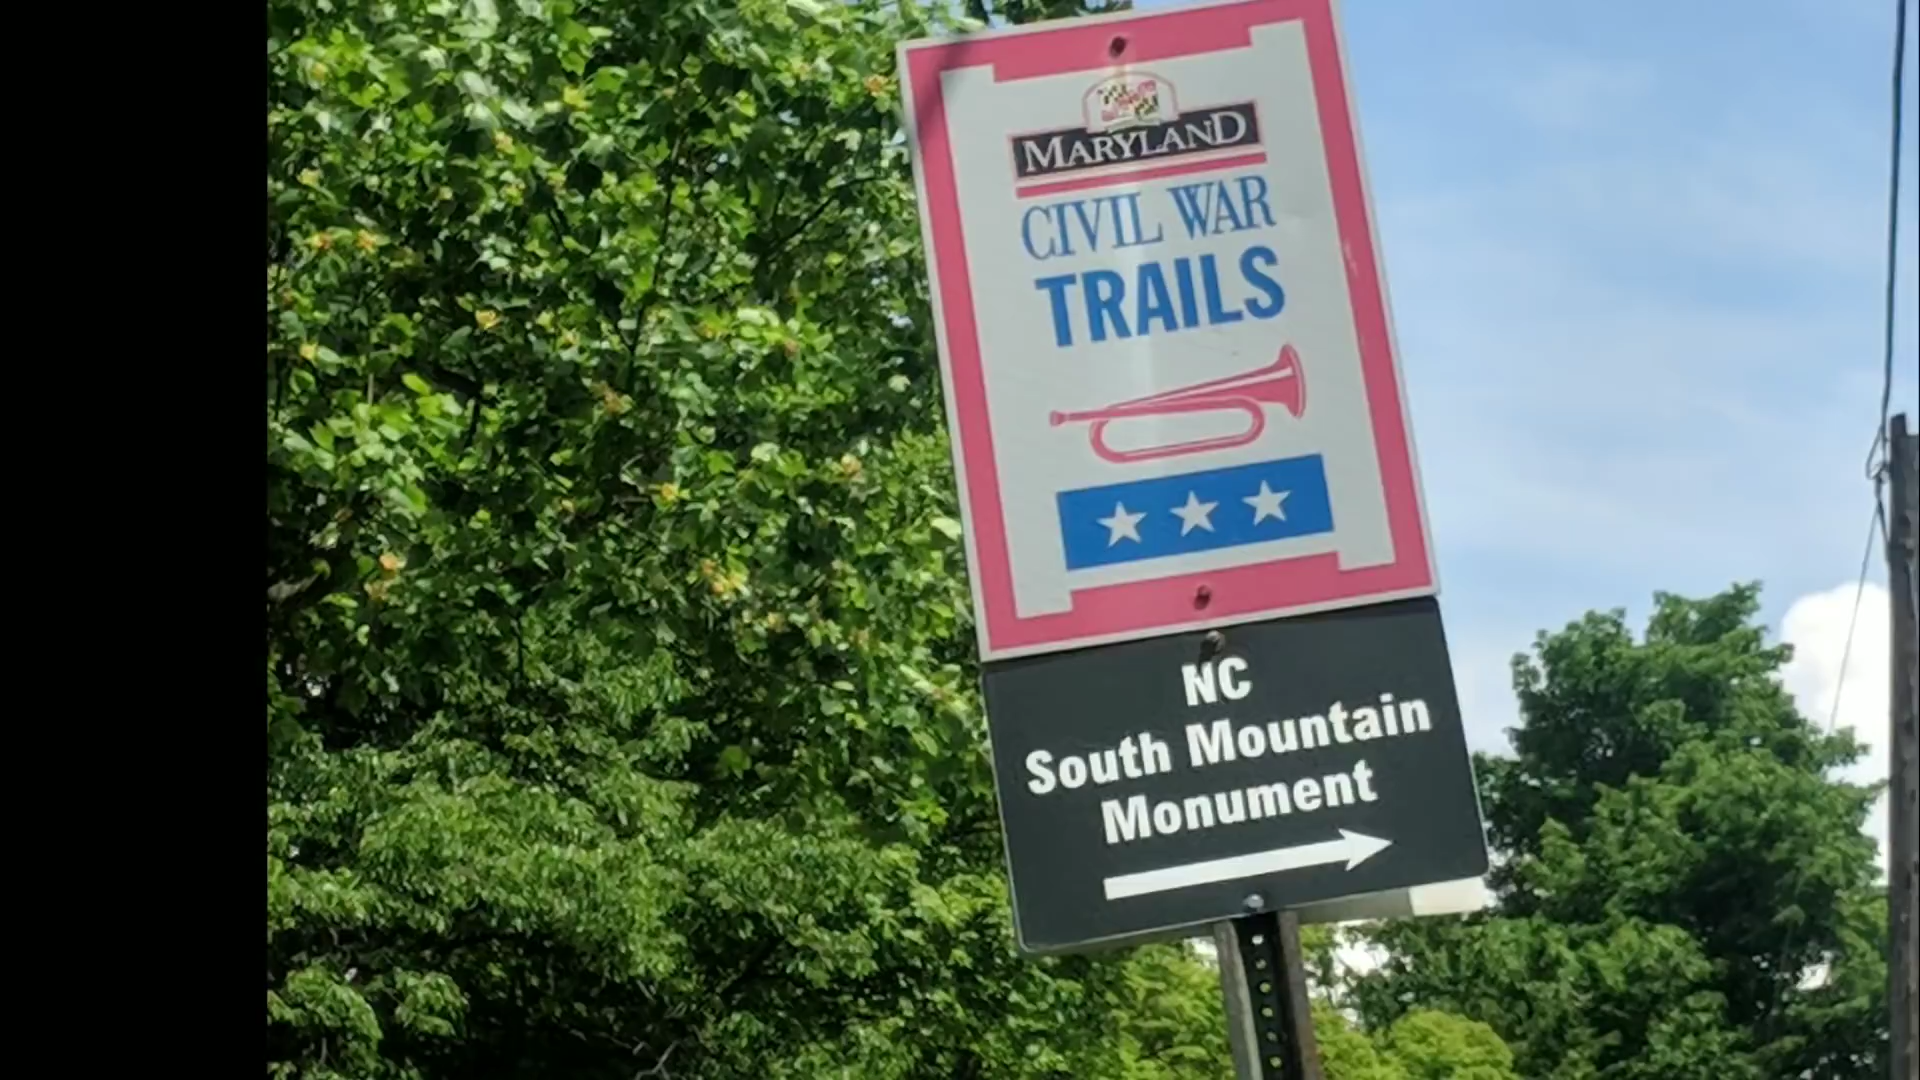 MARYLAND
CIVIL WAR
TRAILS
NC
South Mountain
Monument